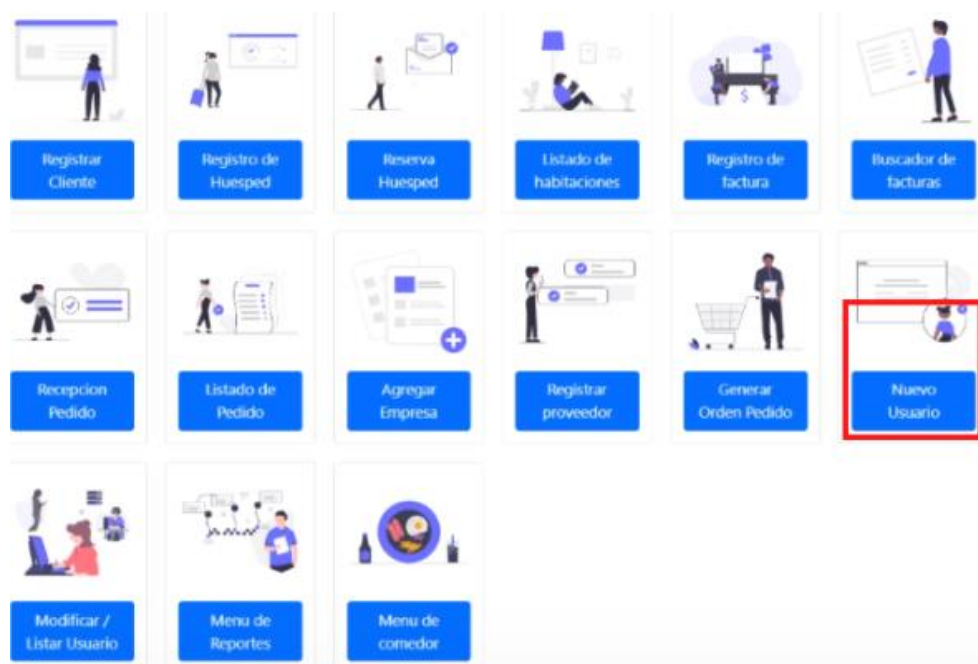 Registrar
Cliente
Registro de
Huesped
Reserva
Huesped
Listado de
habitaciones
Registro de
factura
Buscador de
facturas
Recepcion
Pedido
Listado de
Pedido
Agregar
Empresa
Registrar
proveedor
Generar
Orden Pedido
Nuevo
Usuario
Modificar /
Listar Usuario
Menu de
Reportes
Menu de
comedor